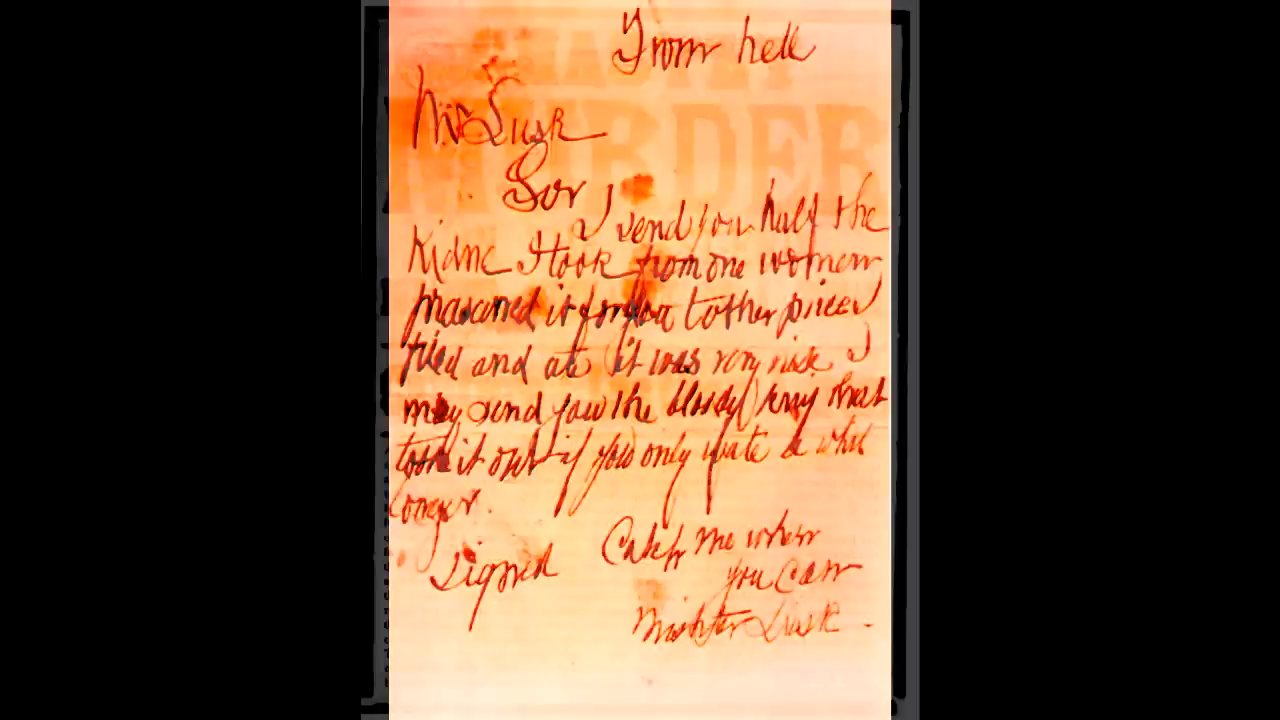 From hell
Mr Lusk
Sor
I send you half the
Kidne I took from one women
prasarved it for you tother piece I
fried and ate it was very nise I
may send you the bloody knif that
took it out if you only wate a whil
longer.
signed Catch me when
you Can
Mishter Lusk.
MURDER